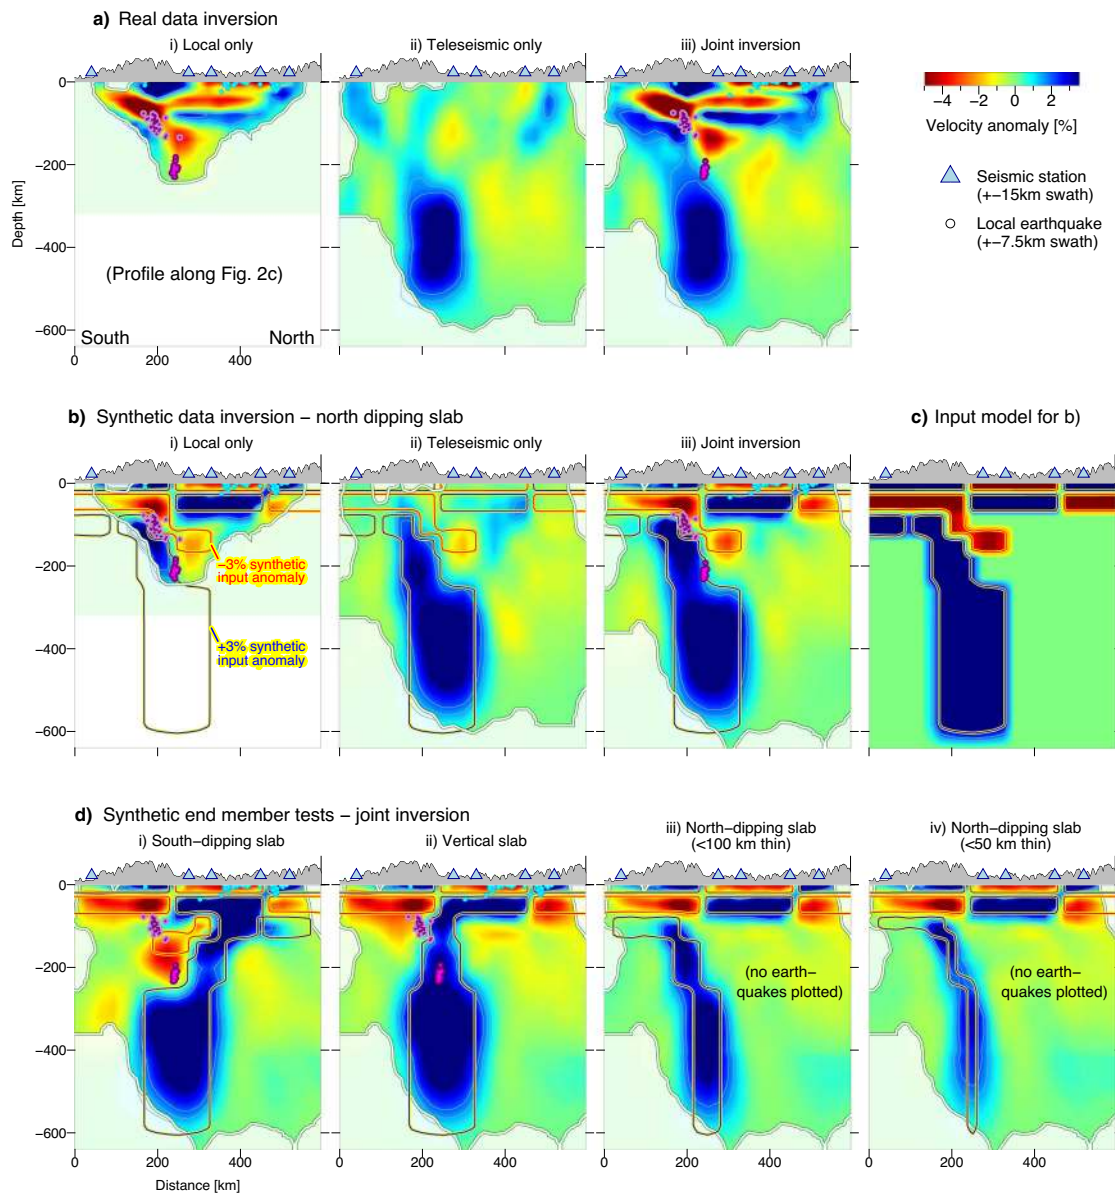 a) Real data inversion
i) Local only
ii) Teleseismic only
iii) Joint inversion
0
−200
−400
−600
Depth [km]
(Profile along Fig. 2c)
South
North
0
200
400
−4
−2
0
2
Velocity anomaly [%]
Seismic station
(+−15km swath)
Local earthquake
(+−7.5km swath)
b) Synthetic data inversion − north dipping slab
c) Input model for b)
i) Local only
ii) Teleseismic only
iii) Joint inversion
0
−200
−400
−600
−3% synthetic
input anomaly
+3% synthetic
input anomaly
d) Synthetic end member tests − joint inversion
i) South−dipping slab
ii) Vertical slab
iii) North−dipping slab
(<100 km thin)
iv) North−dipping slab
(<50 km thin)
0
−200
−400
−600
(no earth−
quakes plotted)
(no earth−
quakes plotted)
0
200
400
0
200
400
0
200
400
0
200
400
Distance [km]